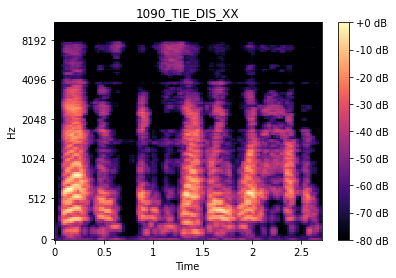 1090_TIE_DIS_XX
+0 dB
8192
-10 dB
4096
-20 dB
-30 dB
2048
-40 dB
Hz
1024
-50 dB
512
-60 dB
-70 dB
0
-80 dB
0 0.5 1 1.5 2 2.5
Time